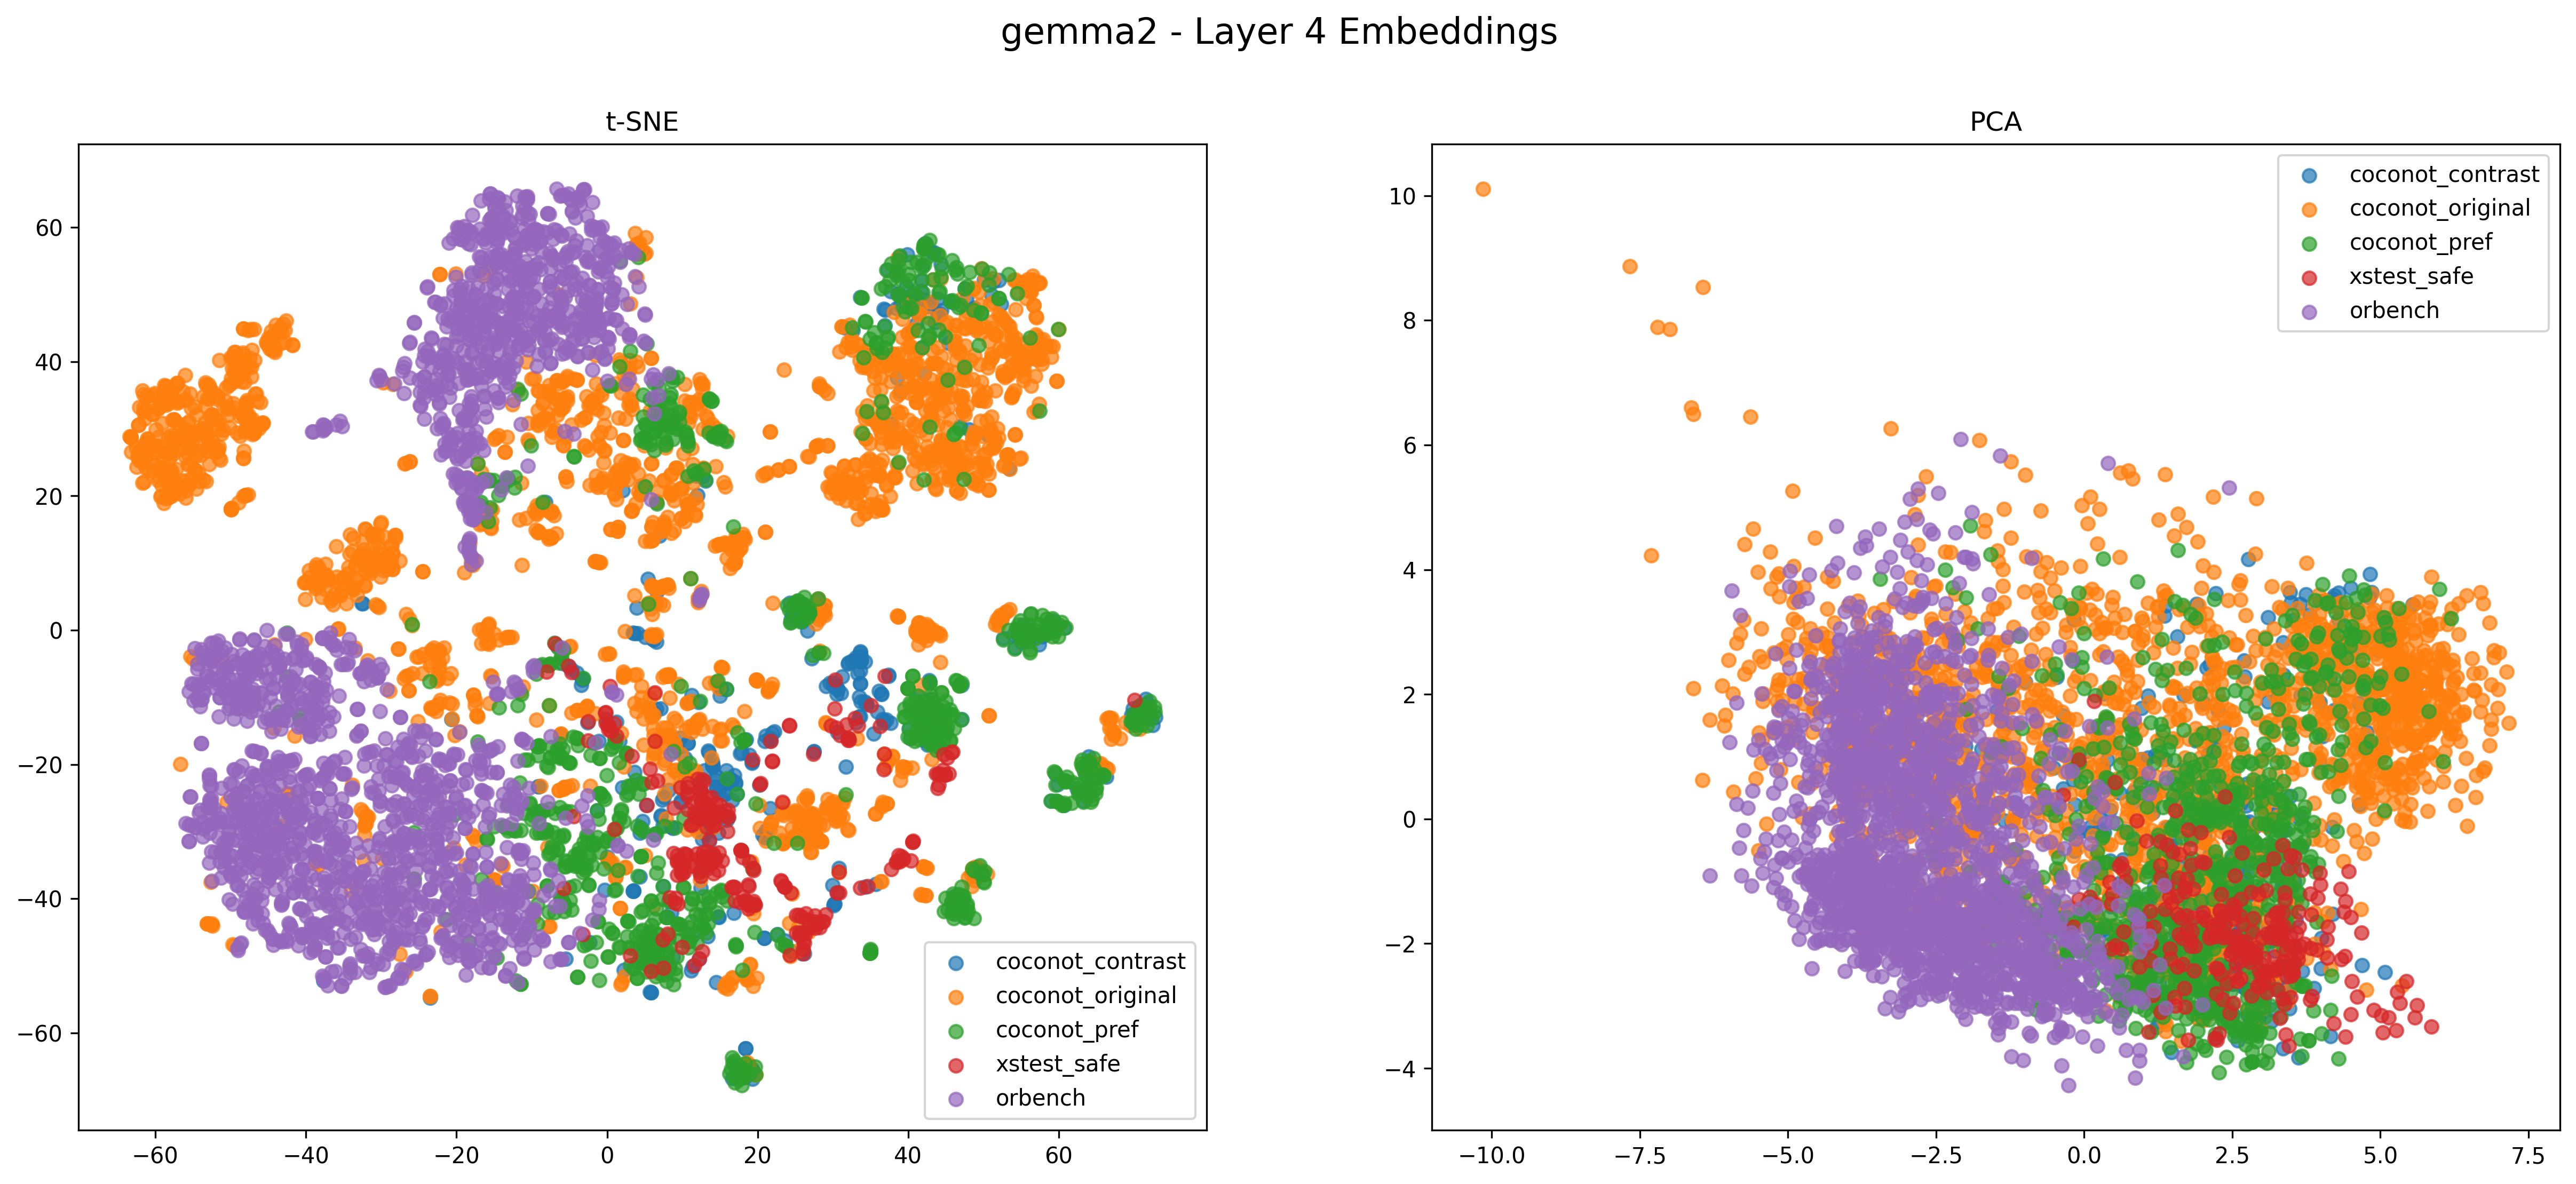 gemma2 - Layer 4 Embeddings
t-SNE
60
40
20
0
−20
−40
−60
−60 −40 −20 0 20 40 60
coconot_contrast
coconot_original
coconot_pref
xstest_safe
orbench
PCA
10
8
6
4
2
0
−2
−4
−10.0 −7.5 −5.0 −2.5 0.0 2.5 5.0 7.5
coconot_contrast
coconot_original
coconot_pref
xstest_safe
orbench